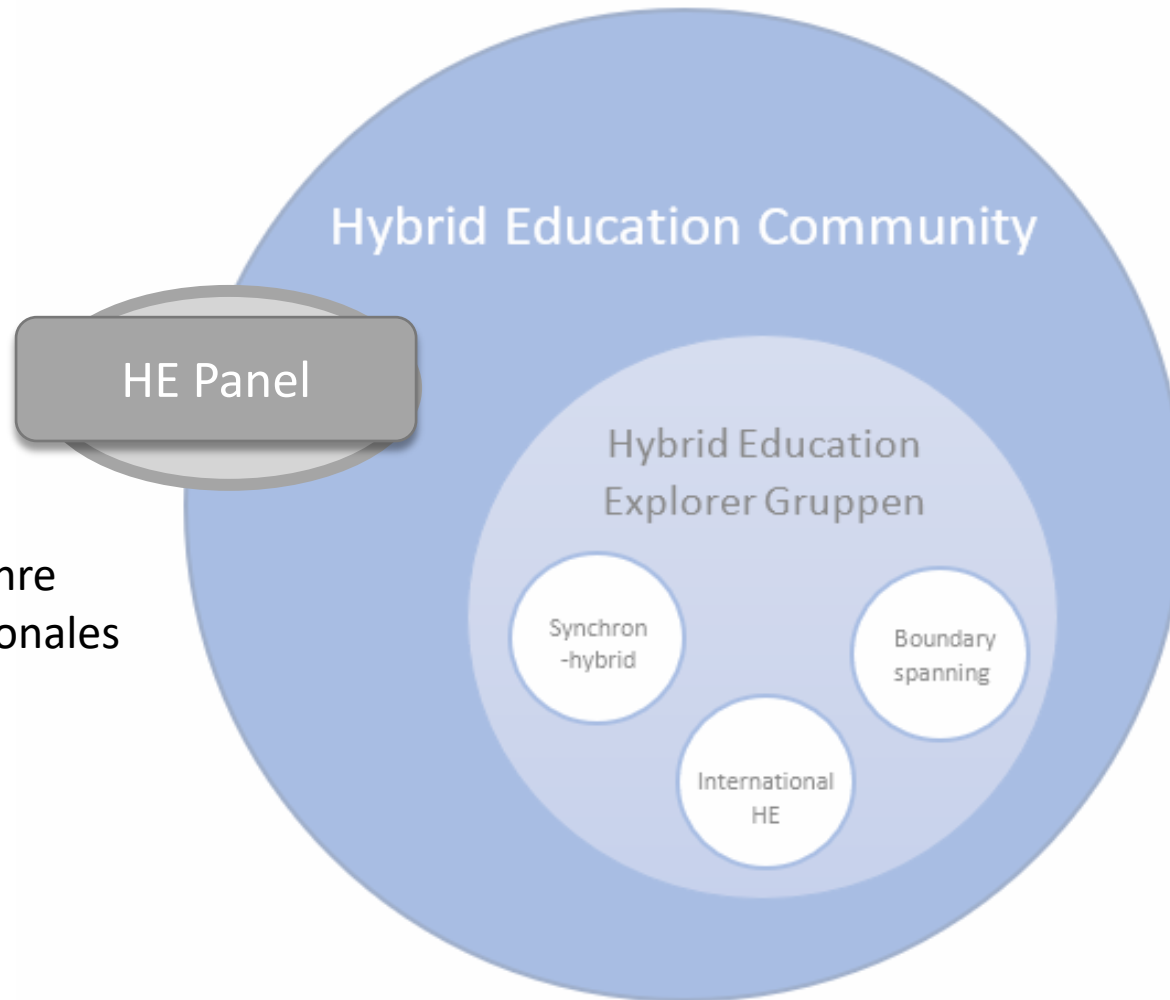 Hybrid Education Community
HE Panel
Hybrid Education
Explorer Gruppen
Synchron
-hybrid
Boundary
spanning
International
HE